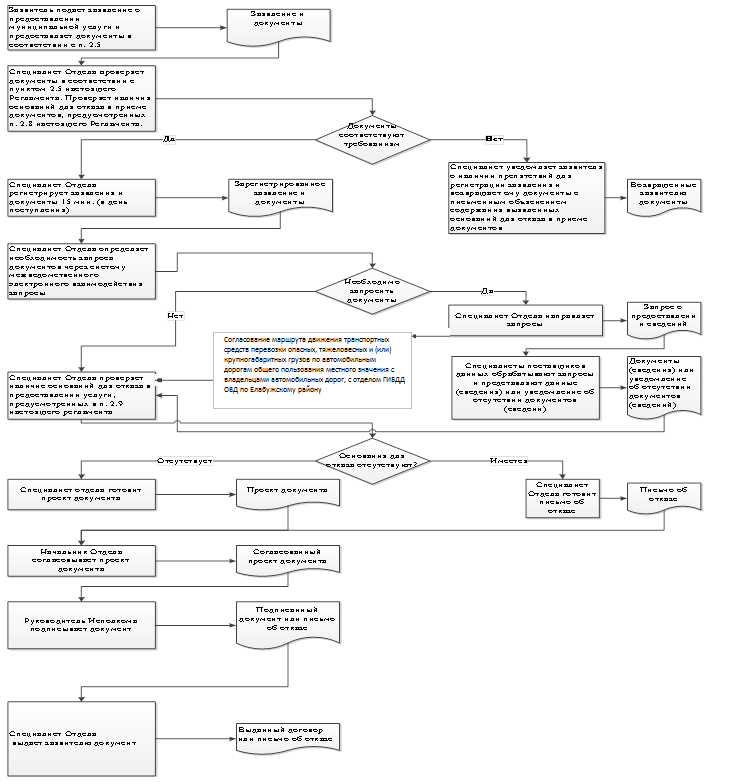 Заявитель подает заявление о
предоставлении
муниципальной услуги и
предоставляет документы в
соответствии с п. 2.5
Заявление и
документы
Специалист Отдела проверяет
документы в соответствии с
пунктом 2.5 настоящего
Регламента. Проверяет наличие
оснований для отказа в приеме
документов, предусмотренных
п. 2.8 настоящего Регламента.
Документы
соответствуют
требованиям
Да
Нет
Специалист Отдела
регистрирует заявления и
документы 15 мин. (в день
поступления)
Зарегистрированное
заявление и
документы
Специалист уведомляет заявителя
о наличии препятствий для
регистрации заявления и
возвращает ему документы с
письменным объяснением
содержания выявленных
оснований для отказа в приеме
документов
Возвращенные
заявителю
документы
Специалист Отдела определяет
необходимость запроса
документов через систему
межведомственного
электронного взаимодействия
запросы
Необходимо
запросить
документы
Да
Нет
Специалист Отдела направляет
запросы
Запрос о
предоставлении
и сведений
Согласование маршрута движения транспортных
средств перевозки опасных, тяжеловесных и (или)
крупногабаритных грузов по автомобильным
дорогам общего пользования местного значения с
владельцами автомобильных дорог, с отделом ГИБДД
ОВД по Елабужскому району
Специалисты поставщиков
данных обрабатывают запросы
и представляют данные
(сведения) или уведомление об
отсутствии документов
(сведений)
Документы
(сведения) или
уведомление
об отсутствии
документов
(сведений)
Специалист Отдела проверяет
наличие оснований для отказа в
предоставлении услуги,
предусмотренных п. 2.9
настоящего регламента
Основания для
отказа отсутствуют?
Отсутствует
Имеется
Специалист отдела готовит
проект документа
Проект документа
Специалист
Отдела готовит
письмо об
отказе
Письмо об
отказе
Начальник Отдела
согласовывает проект
документа
Согласованный
проект документа
Руководитель Исполкома
подписывает документ
Подписанный
документ или письмо
об отказе
Специалист Отдела
выдает заявителю документ
Выданный договор
или письмо об отказе